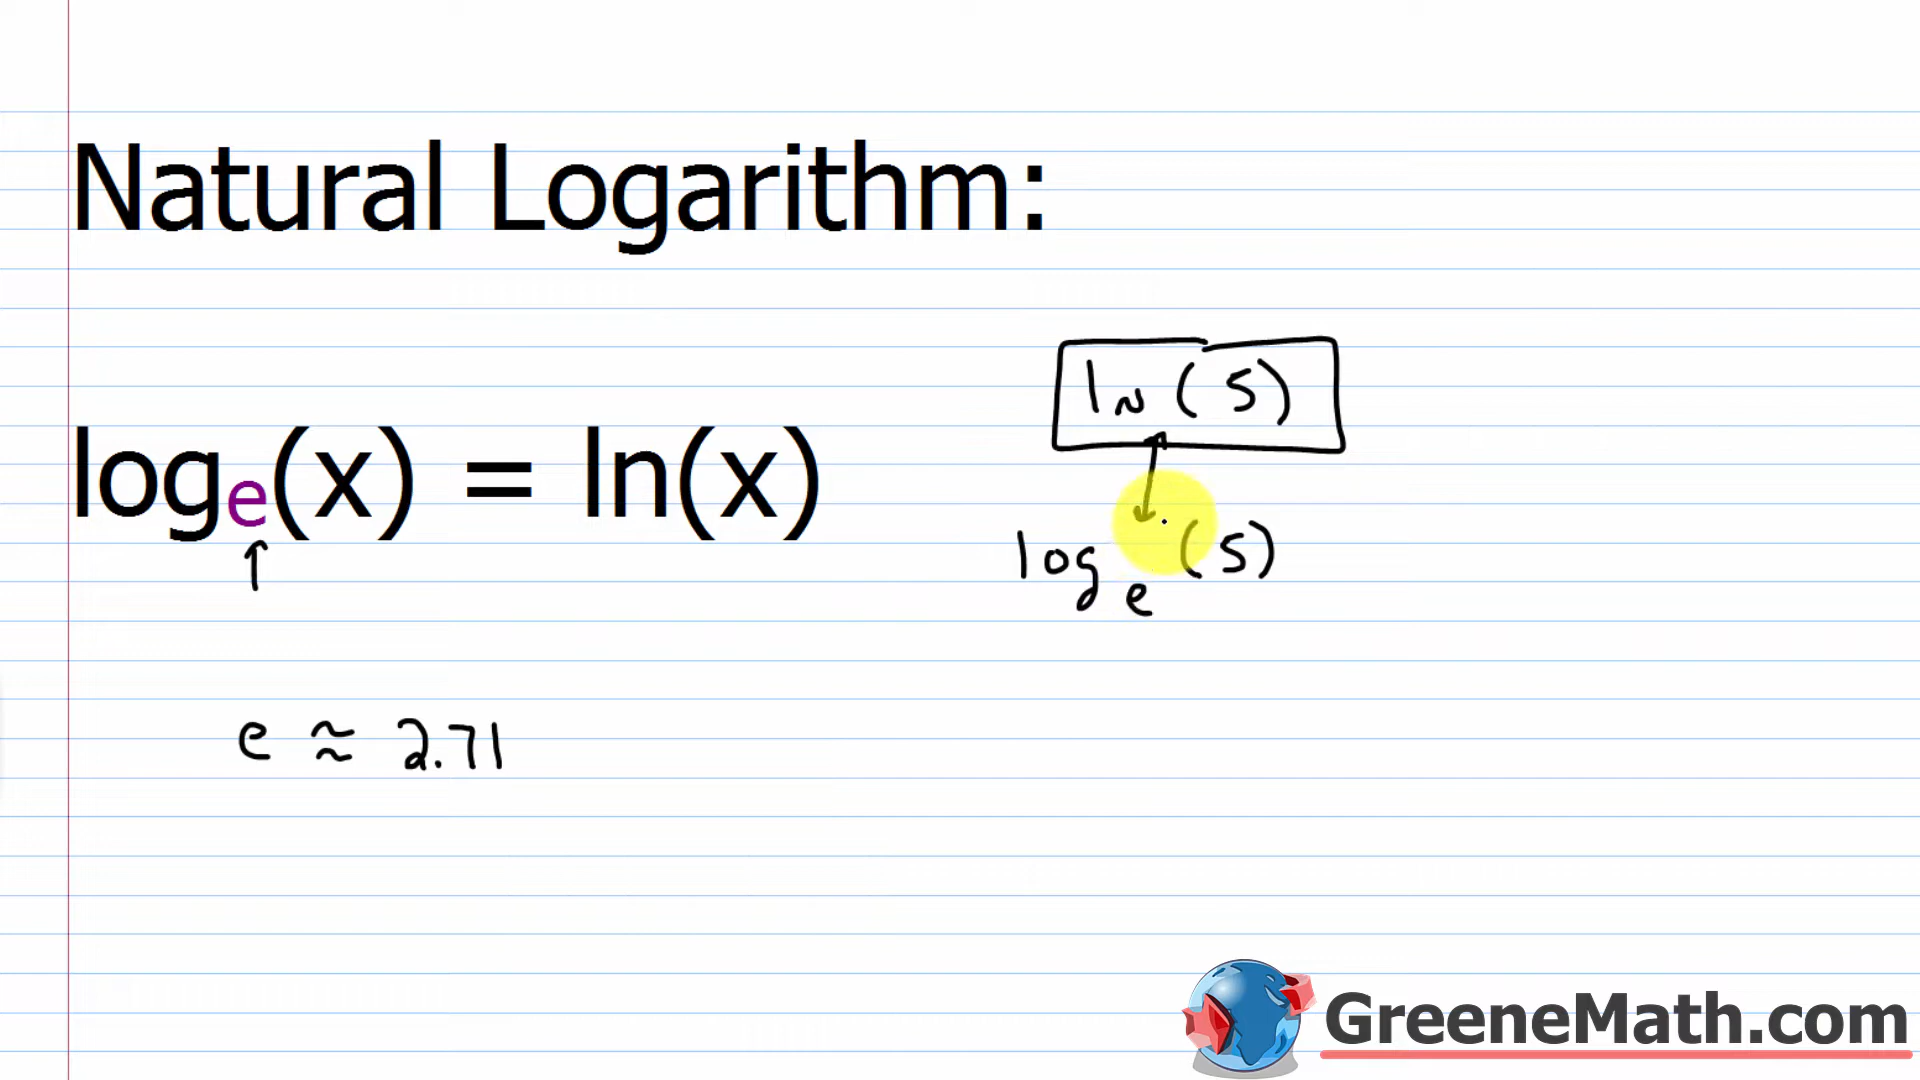 Natural Logarithm:
ln(5)
logₑ(x) = ln(x)
logₑ(5)
e ≈ 2.71
GreeneMath.com